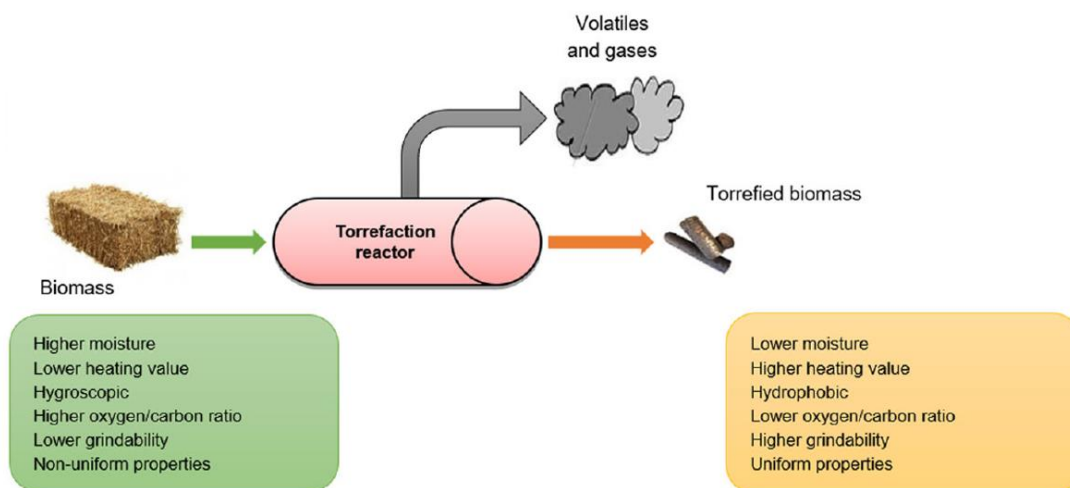 Volatiles
and gases
Torrefied biomass
Torrefaction
reactor
Biomass
Higher moisture
Lower heating value
Hygroscopic
Higher oxygen/carbon ratio
Lower grindability
Non-uniform properties
Lower moisture
Higher heating value
Hydrophobic
Lower oxygen/carbon ratio
Higher grindability
Uniform properties